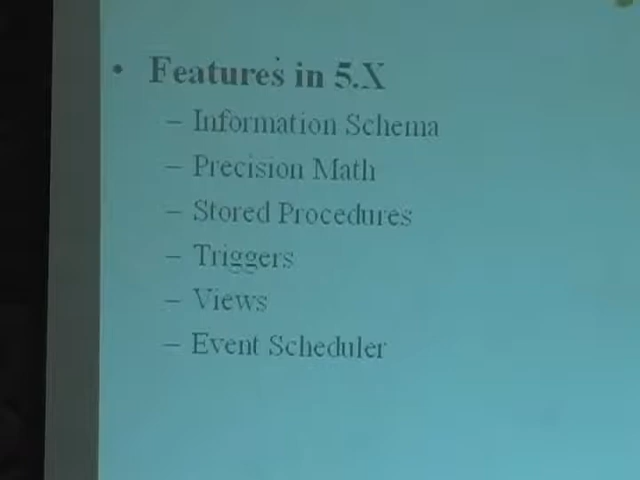 • Features in 5.X
– Information Schema
– Precision Math
– Stored Procedures
– Triggers
– Views
– Event Scheduler